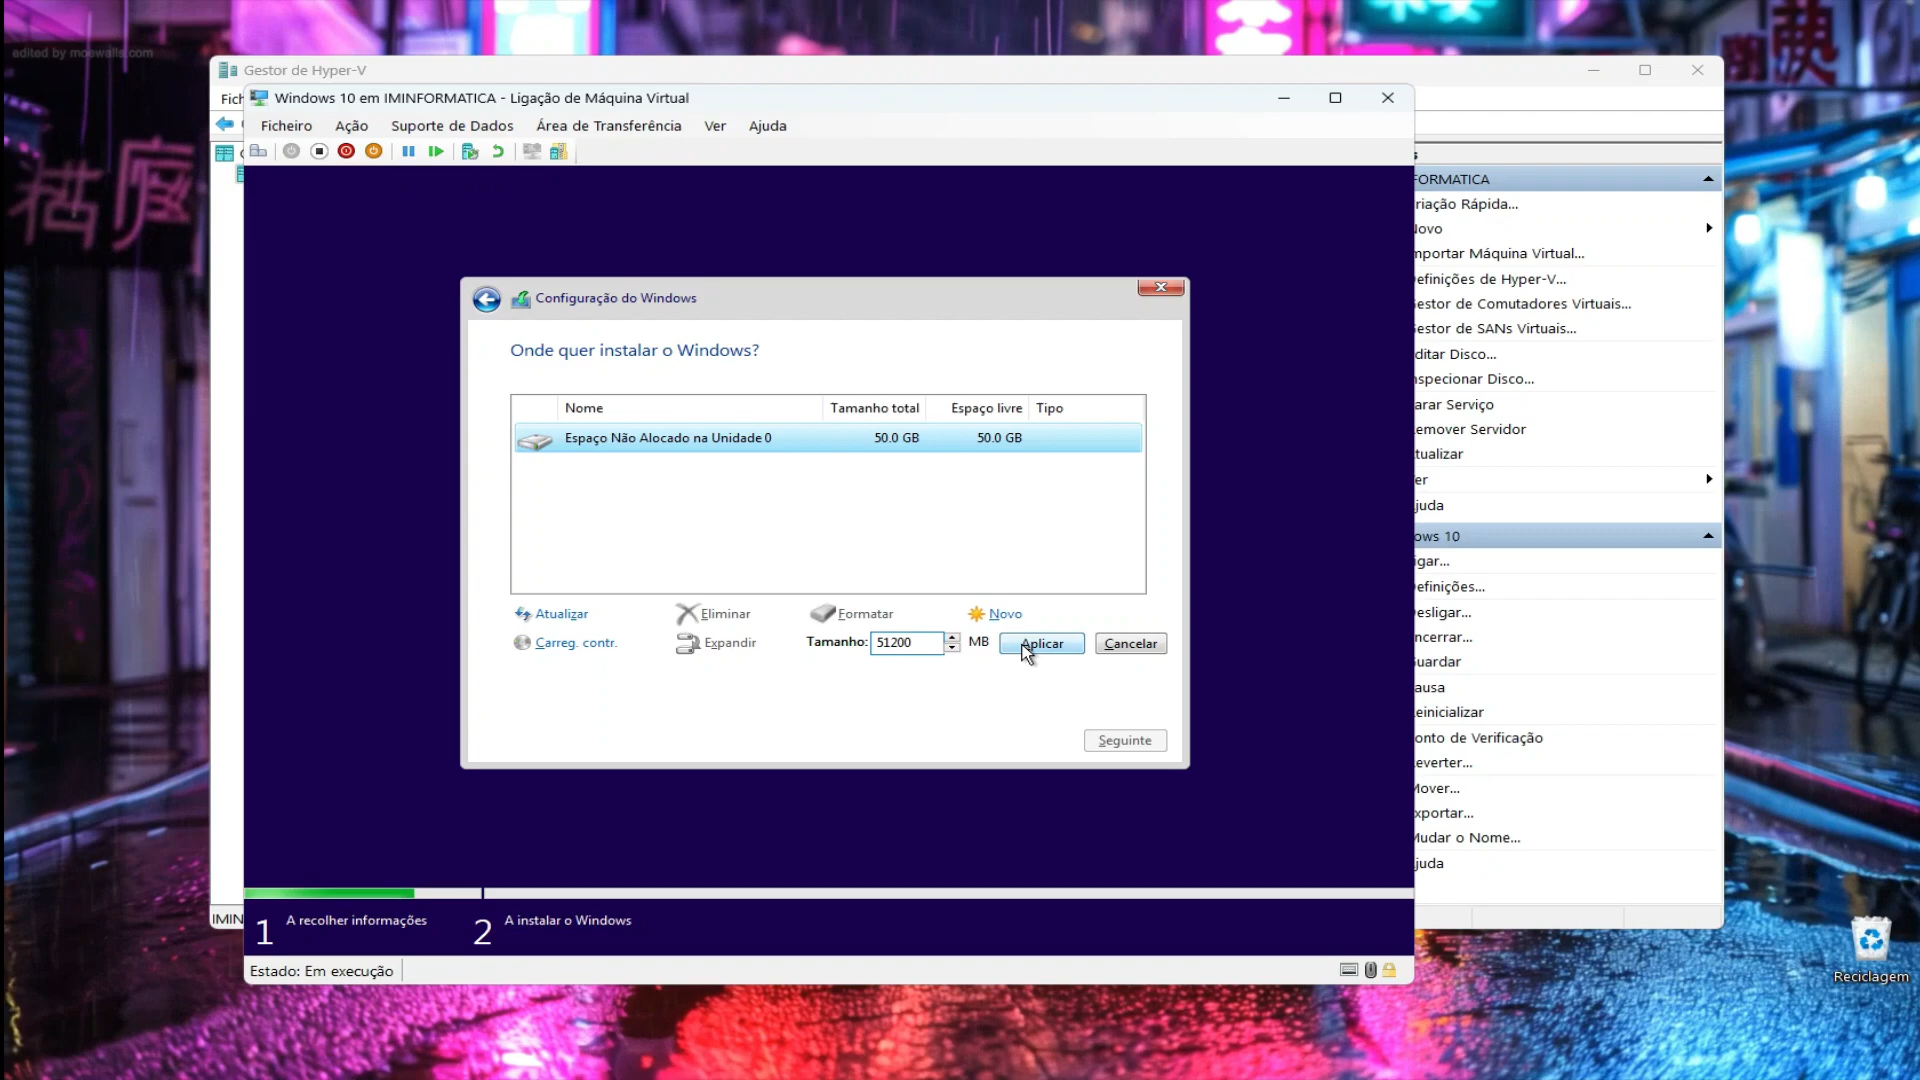 edited by moewalls.com
Gestor de Hyper-V
Fich
Windows 10 em IMINFORMATICA - Ligação de Máquina Virtual
Ficheiro Ação Suporte de Dados Área de Transferência Ver Ajuda
Configuração do Windows
Onde quer instalar o Windows?
Nome Tamanho total Espaço livre Tipo
Espaço Não Alocado na Unidade 0 50.0 GB 50.0 GB
Atualizar Eliminar Formatar Novo
Carreg. contr. Expandir Tamanho: 51200 MB Aplicar Cancelar
Seguinte
1 A recolher informações 2 A instalar o Windows
Estado: Em execução
IMIN
s
FORMATICA
riação Rápida...
Novo
mportar Máquina Virtual...
efinições de Hyper-V...
estor de Comutadores Virtuais...
estor de SANs Virtuais...
ditar Disco...
nspecionar Disco...
arar Serviço
emover Servidor
tualizar
er
juda
ows 10
igar...
efinições...
esligar...
ncerrar...
uardar
ausa
einicializar
onto de Verificação
everter...
Mover...
xportar...
Mudar o Nome...
juda
Reciclagem